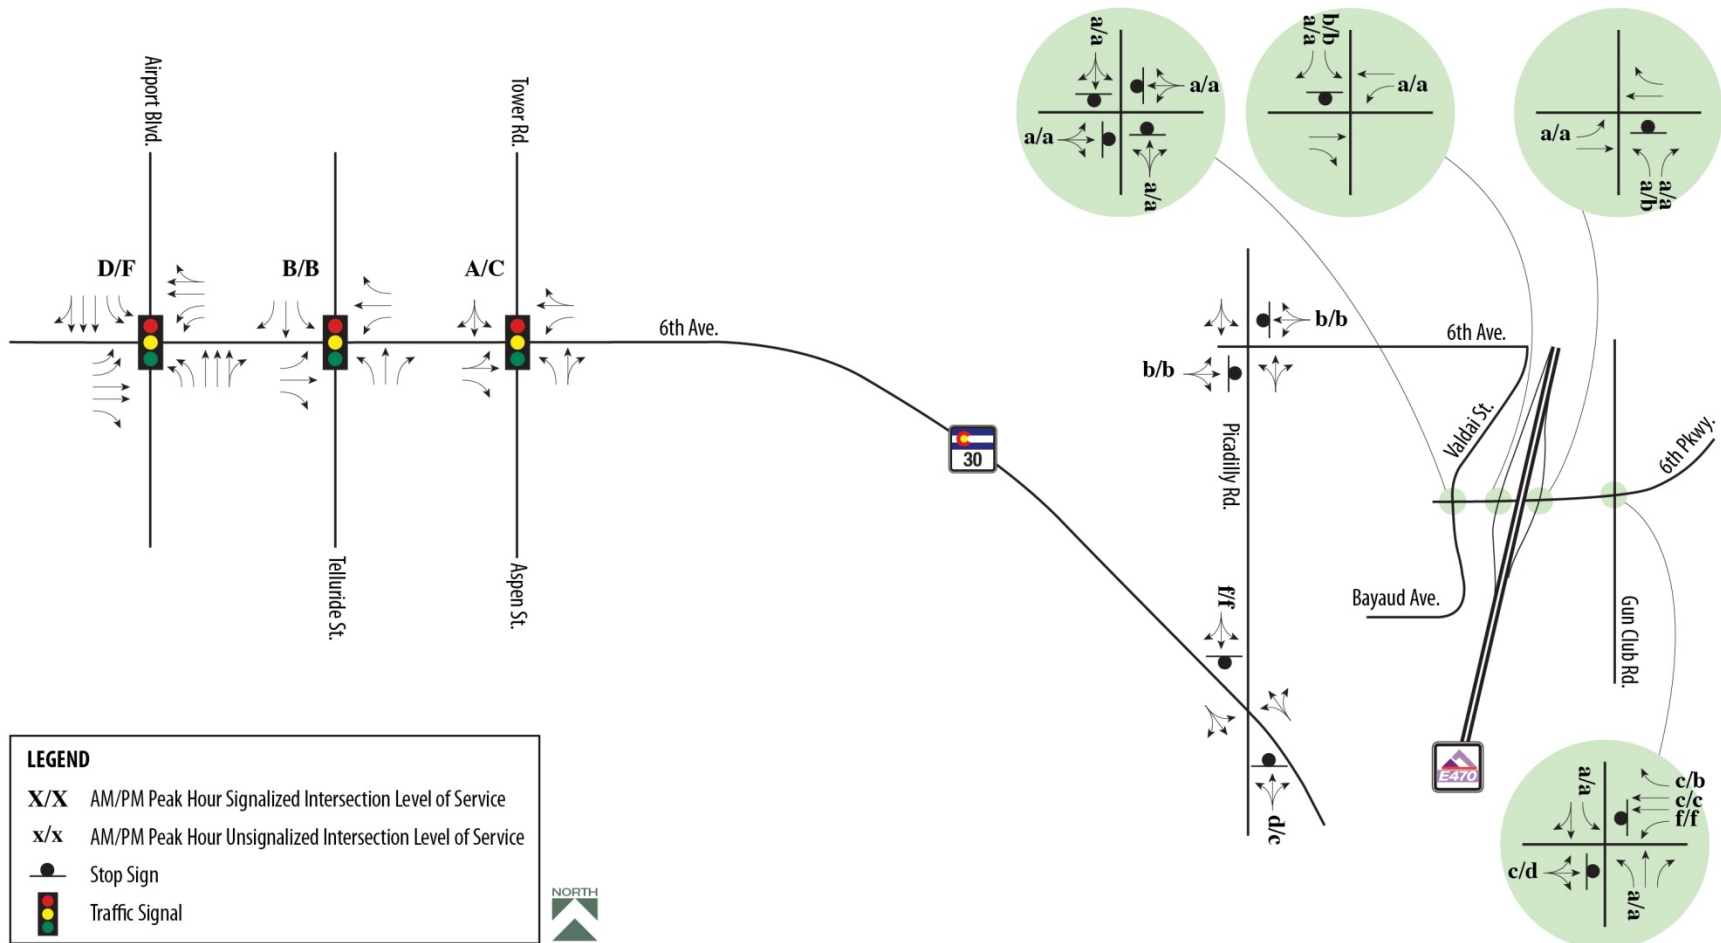 a/a
a/a
a/a
a/a
a/a
b/b
a/a
a/a
a/b
a/a
Airport Blvd.
Tower Rd.
D/F
B/B
A/C
6th Ave.
b/b
b/b
6th Ave.
30
Picadilly Rd.
Valdai St.
6th Pkwy.
Telluride St.
Aspen St.
f/f
Bayaud Ave.
Gun Club Rd.
d/c
E470
a/a
c/b
c/c
f/f
c/d
a/a
LEGEND
X/X AM/PM Peak Hour Signalized Intersection Level of Service
x/x AM/PM Peak Hour Unsignalized Intersection Level of Service
Stop Sign
Traffic Signal
NORTH